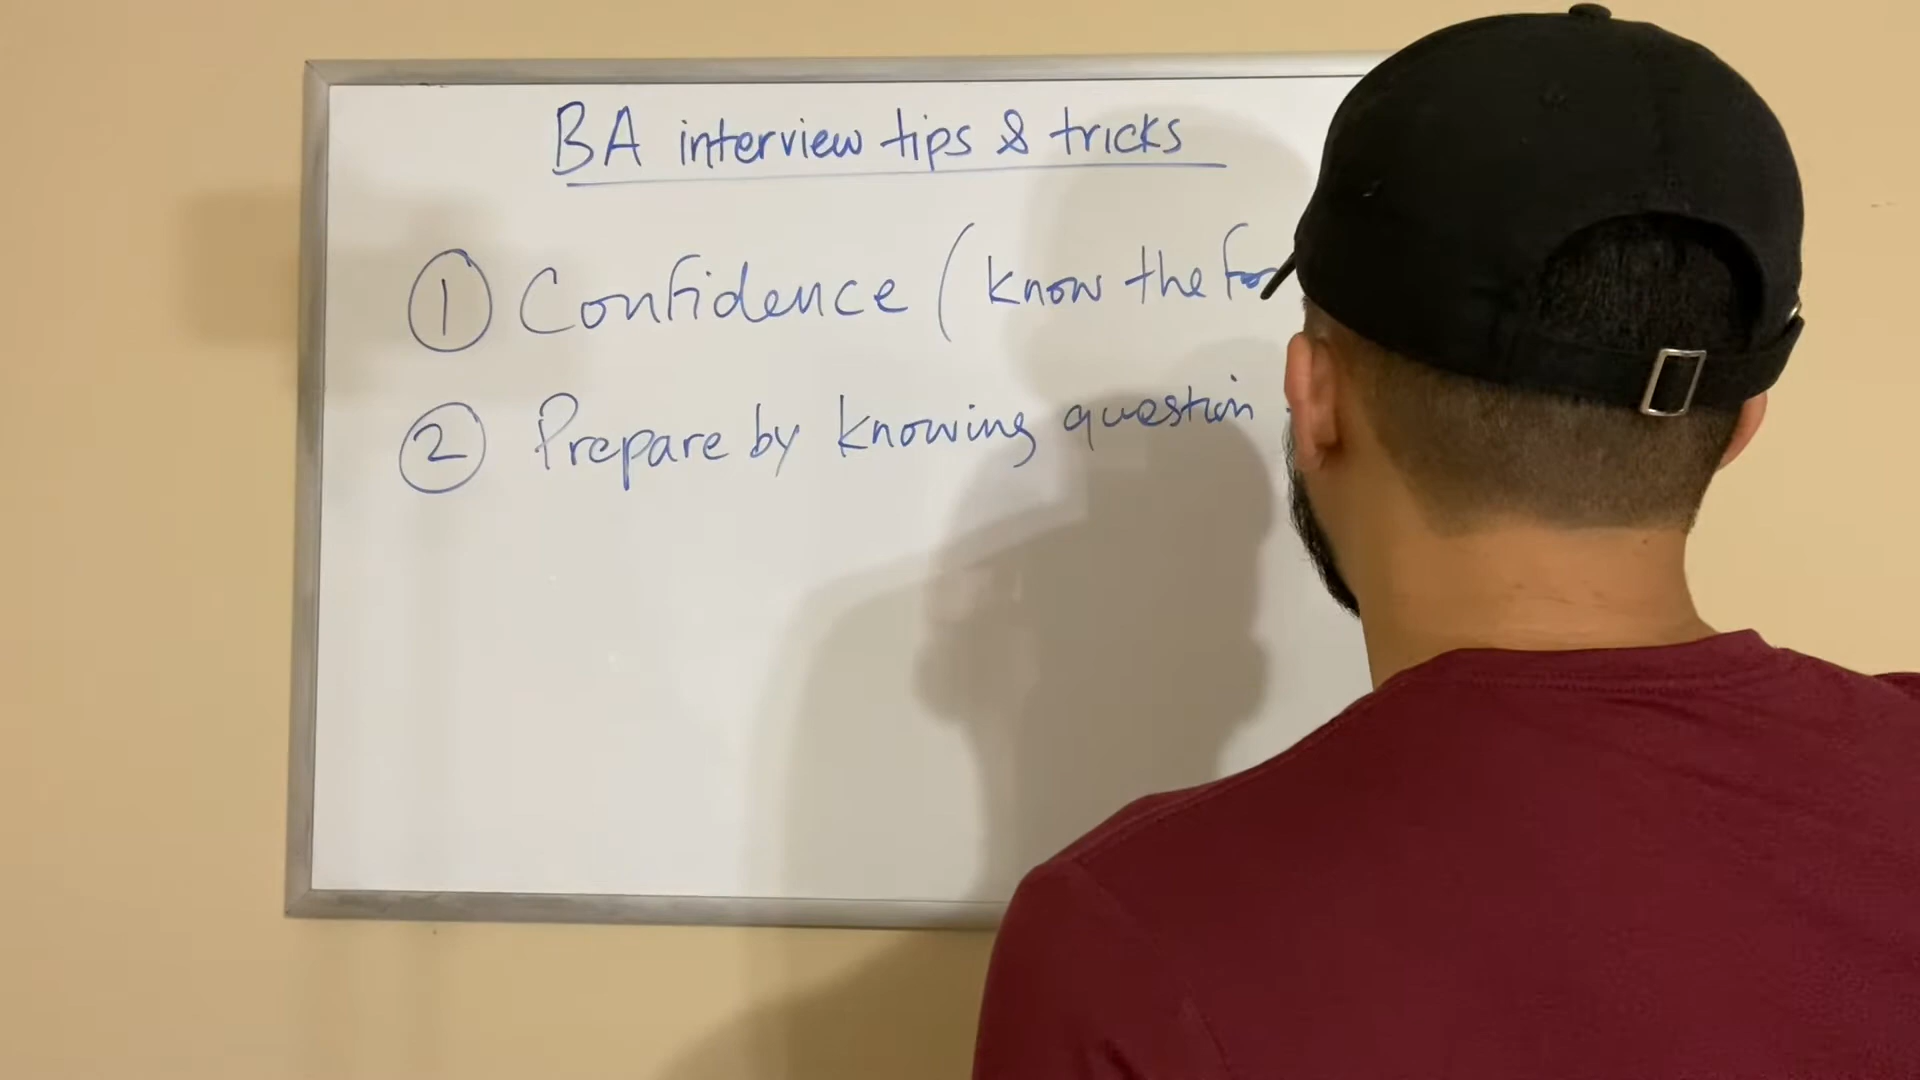 BA interview tips & tricks
① Confidence (know the
② Prepare by knowing question